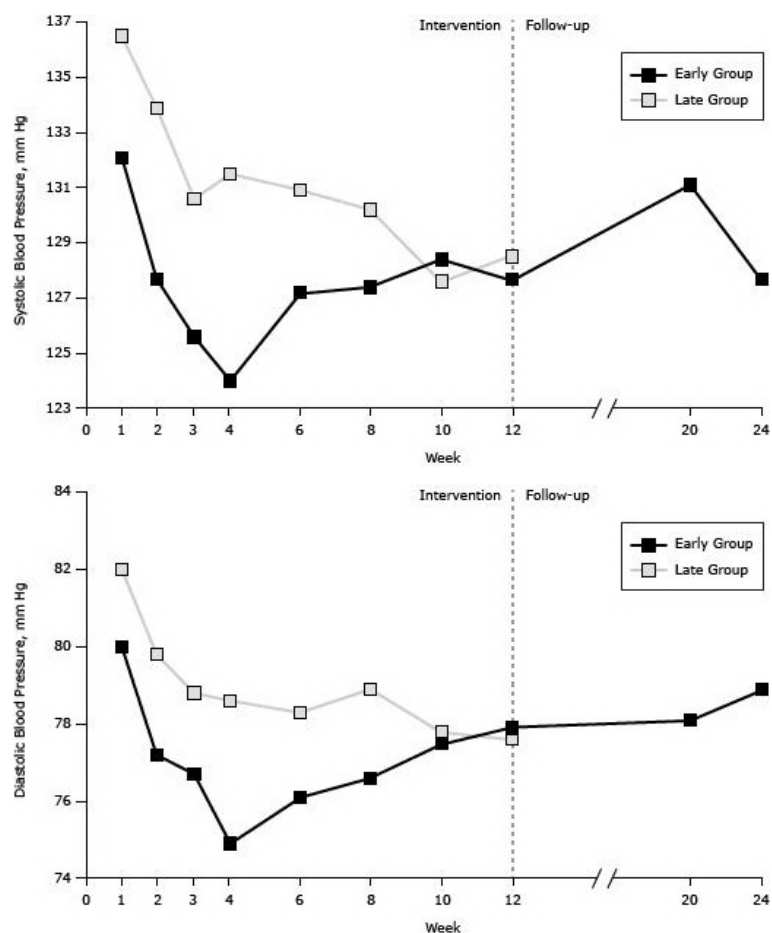 137
135
133
131
129
127
125
123
Systolic Blood Pressure, mm Hg
Intervention
Follow-up
Early Group
Late Group
0 1 2 3 4 6 8 10 12 20 24
Week
84
82
80
78
76
74
Diastolic Blood Pressure, mm Hg
Intervention
Follow-up
Early Group
Late Group
0 1 2 3 4 6 8 10 12 20 24
Week